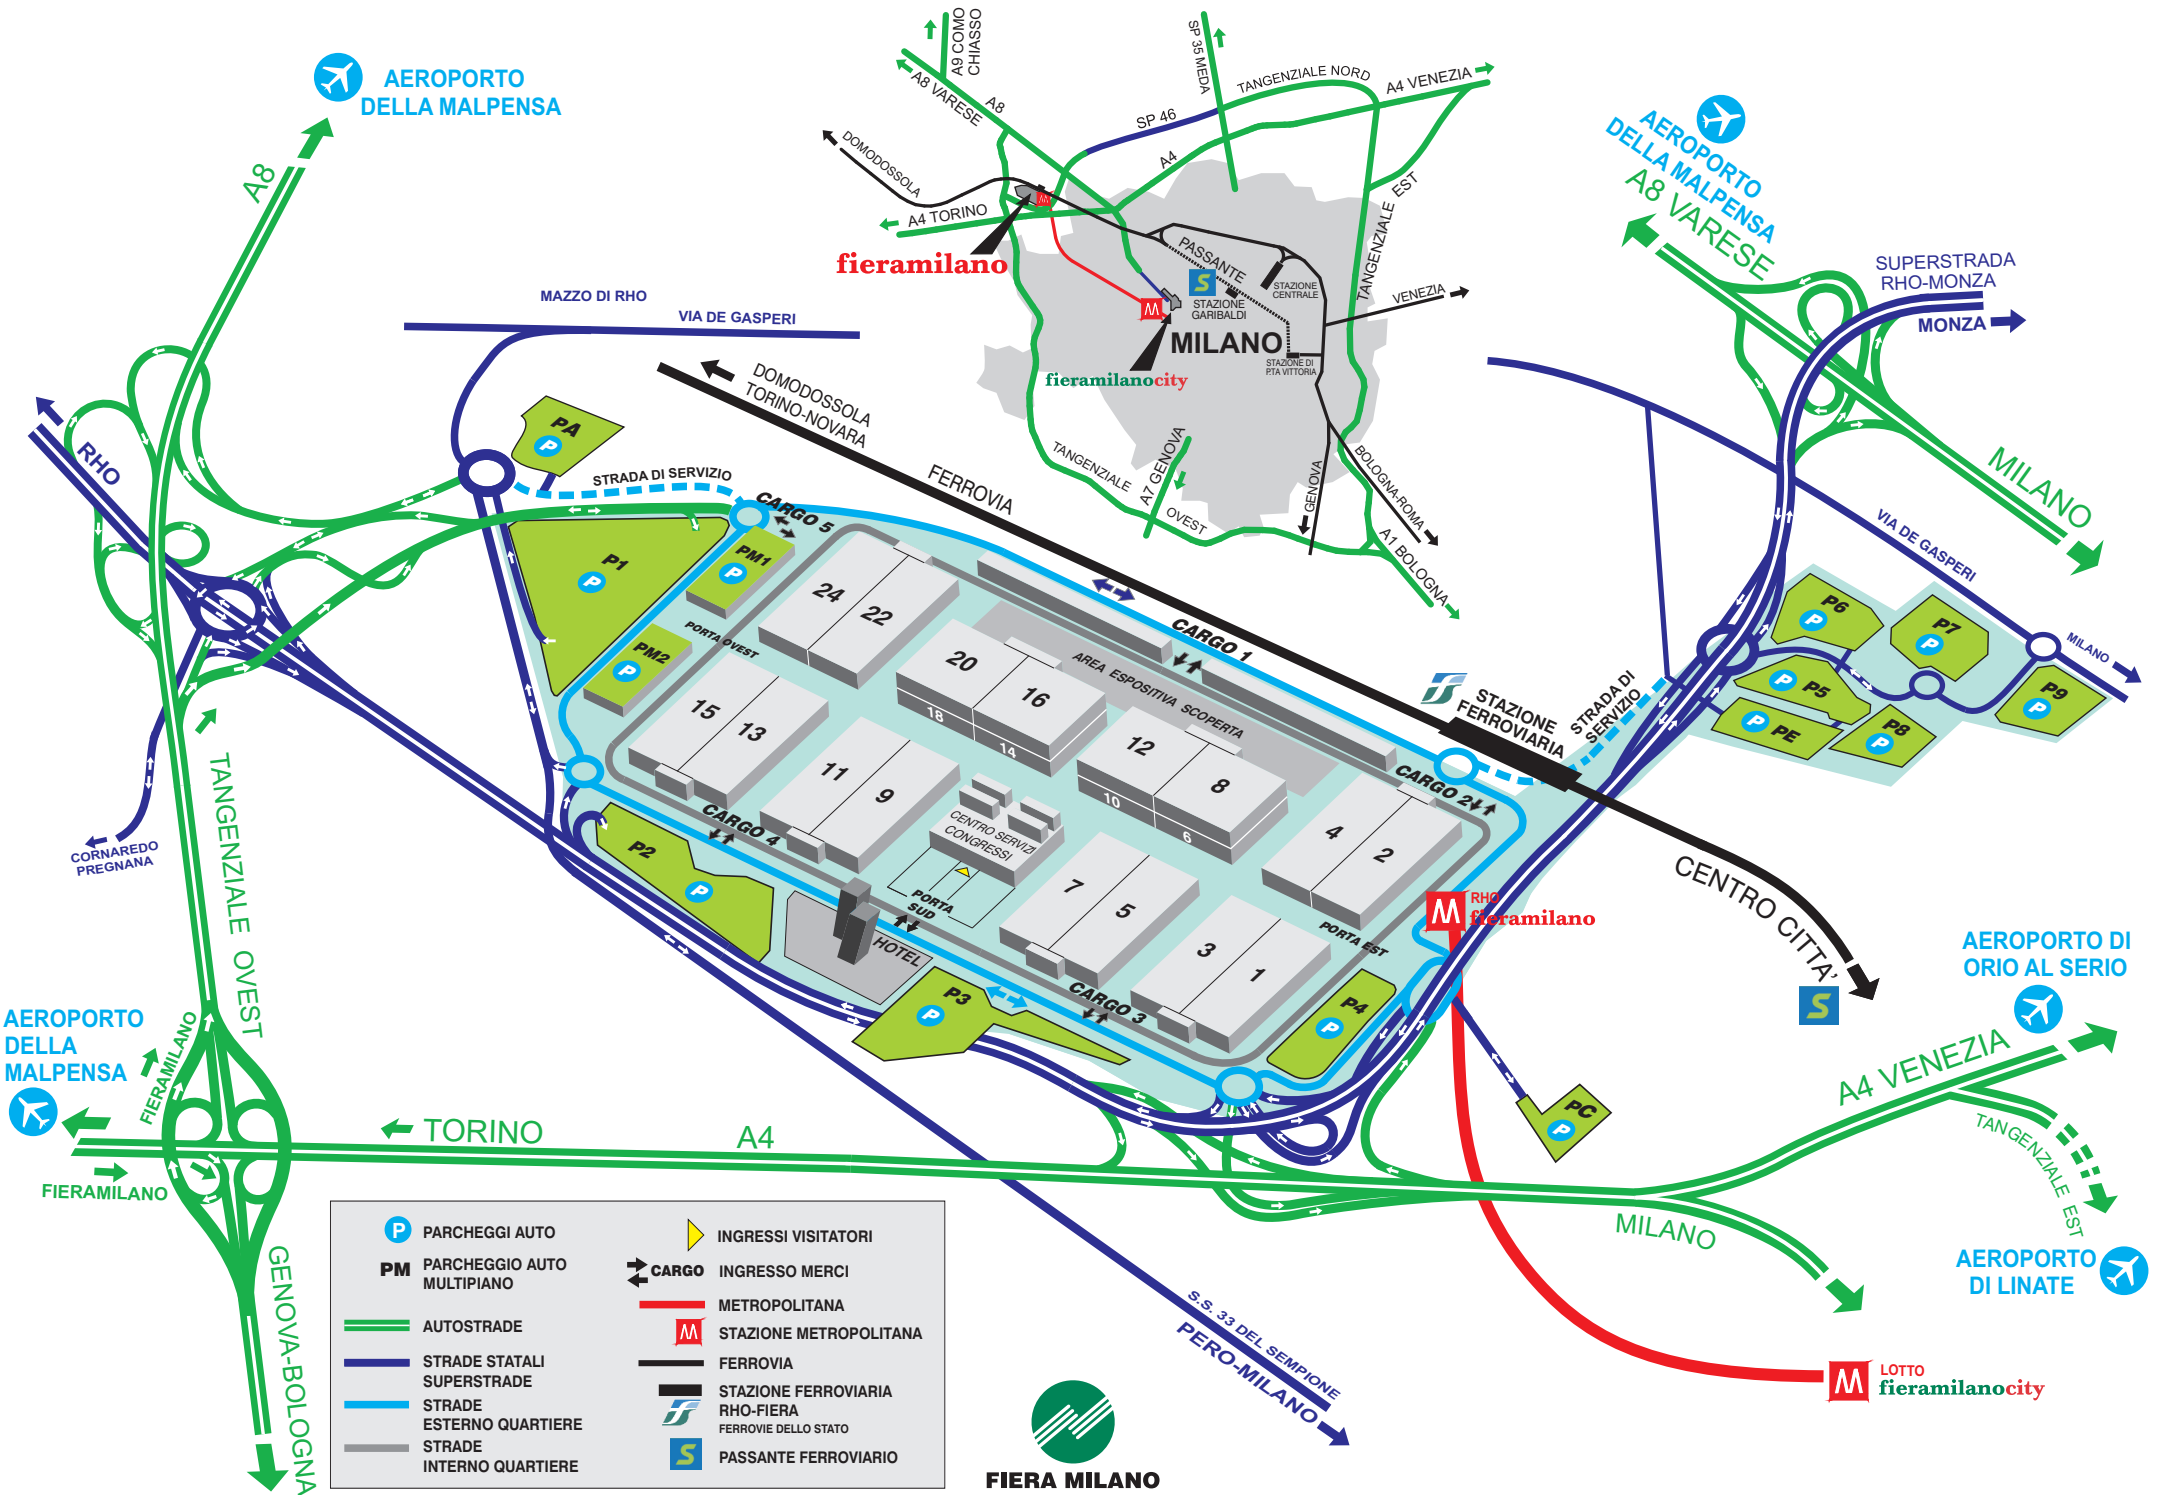 AEROPORTO
DELLA MALPENSA
A8
A9 COMO
CHIASSO
A8 VARESE
A8
SP 35 MEDA
TANGENZIALE NORD
A4 VENEZIA
SP 46
A4
DOMODOSSOLA
A4 TORINO
fieramilano
TANGENZIALE EST
PASSANTE
S
STAZIONE
GARIBALDI
STAZIONE
CENTRALE
VENEZIA
M
M
MILANO
STAZIONE DI
P.TA VITTORIA
fieramilanocity
TANGENZIALE
OVEST
A7 GENOVA
GENOVA
BOLOGNA-ROMA
A1 BOLOGNA
AEROPORTO
DELLA MALPENSA
A8 VARESE
SUPERSTRADA
RHO-MONZA
MONZA
MILANO
VIA DE GASPERI
MILANO
MAZZO DI RHO
VIA DE GASPERI
DOMODOSSOLA
TORINO-NOVARA
FERROVIA
RHO
PA
P
STRADA DI SERVIZIO
CARGO 5
P1
P
PM1
P
PM2
P
PORTA OVEST
24
22
20
16
18
14
15
13
11
9
12
8
10
6
4
2
7
5
3
1
AREA ESPOSITIVA SCOPERTA
CARGO 1
CARGO 2
STAZIONE
FERROVIARIA
STRADA DI
SERVIZIO
P6
P
P7
P
P5
P
PE
P
P8
P
P9
P
CENTRO SERVIZI
CONGRESSI
PORTA
SUD
HOTEL
CARGO 4
CARGO 3
PORTA EST
P2
P
P3
P
P4
P
PC
P
M
RHO
fieramilano
CENTRO CITTA'
S
CORNAREDO
PREGNANA
TANGENZIALE OVEST
AEROPORTO
DELLA
MALPENSA
FIERAMILANO
FIERAMILANO
TORINO
A4
GENOVA-BOLOGNA
AEROPORTO DI
ORIO AL SERIO
A4 VENEZIA
TANGENZIALE EST
MILANO
AEROPORTO
DI LINATE
S.S. 33 DEL SEMPIONE
PERO-MILANO
M
LOTTO
fieramilanocity
P PARCHEGGI AUTO
PM PARCHEGGIO AUTO
MULTIPIANO
AUTOSTRADE
STRADE STATALI
SUPERSTRADE
STRADE
ESTERNO QUARTIERE
STRADE
INTERNO QUARTIERE
INGRESSI VISITATORI
CARGO INGRESSO MERCI
METROPOLITANA
M STAZIONE METROPOLITANA
FERROVIA
STAZIONE FERROVIARIA
RHO-FIERA
FERROVIE DELLO STATO
S PASSANTE FERROVIARIO
FIERA MILANO